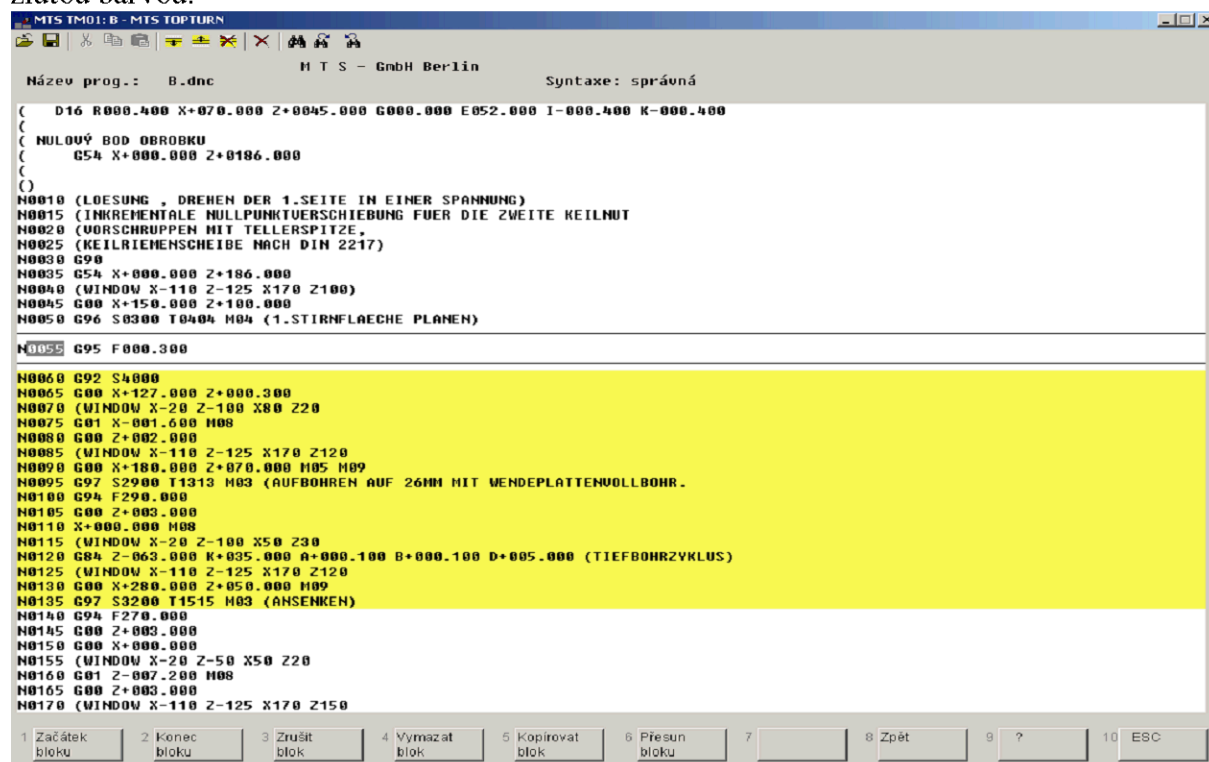 zlatou barvou.
MTS TM01: B - MTS TOPTURN
M T S - GmbH Berlin
Název prog.: B.dnc Syntaxe: správná
( D16 R000.400 X+070.000 Z+0045.000 G000.000 E052.000 I-000.400 K-000.400
(
( NULOVÝ BOD OBROBKU
( G54 X+000.000 Z+0186.000
(
()
N0010 (LOESUNG , DREHEN DER 1.SEITE IN EINER SPANNUNG)
N0015 (INKREMENTALE NULLPUNKTVERSCHIEBUNG FUER DIE ZWEITE KEILNUT
N0020 (VORSCHRUPPEN MIT TELLERSPITZE,
N0025 (KEILRIEMENSCHEIBE NACH DIN 2217)
N0030 G90
N0035 G54 X+000.000 Z+186.000
N0040 (WINDOW X-110 Z-125 X170 Z100)
N0045 G00 X+150.000 Z+100.000
N0050 G96 S0300 T0404 M04 (1.STIRNFLAECHE PLANEN)
N0055 G95 F000.300
N0060 G92 S4000
N0065 G00 X+127.000 Z+000.300
N0070 (WINDOW X-20 Z-100 X80 Z20
N0075 G01 X-001.600 M08
N0080 G00 Z+002.000
N0085 (WINDOW X-110 Z-125 X170 Z120
N0090 G00 X+180.000 Z+070.000 M05 M09
N0095 G97 S2900 T1313 M03 (AUFBOHREN AUF 26MM MIT WENDEPLATTENVOLLBOHR.
N0100 G94 F290.000
N0105 G00 Z+003.000
N0110 X+000.000 M08
N0115 (WINDOW X-20 Z-100 X50 Z30
N0120 G84 Z-063.000 K+035.000 A+000.100 B+000.100 D+005.000 (TIEFBOHRZYKLUS)
N0125 (WINDOW X-110 Z-125 X170 Z120
N0130 G00 X+280.000 Z+050.000 M09
N0135 G97 S3200 T1515 M03 (ANSENKEN)
N0140 G94 F270.000
N0145 G00 Z+003.000
N0150 G00 X+000.000
N0155 (WINDOW X-20 Z-50 X50 Z20
N0160 G01 Z-007.200 M08
N0165 G00 Z+003.000
N0170 (WINDOW X-110 Z-125 X170 Z150
1 Začátek bloku 2 Konec bloku 3 Zrušit blok 4 Vymazat blok 5 Kopírovat blok 6 Přesun bloku 7 8 Zpět 9 ? 10 ESC